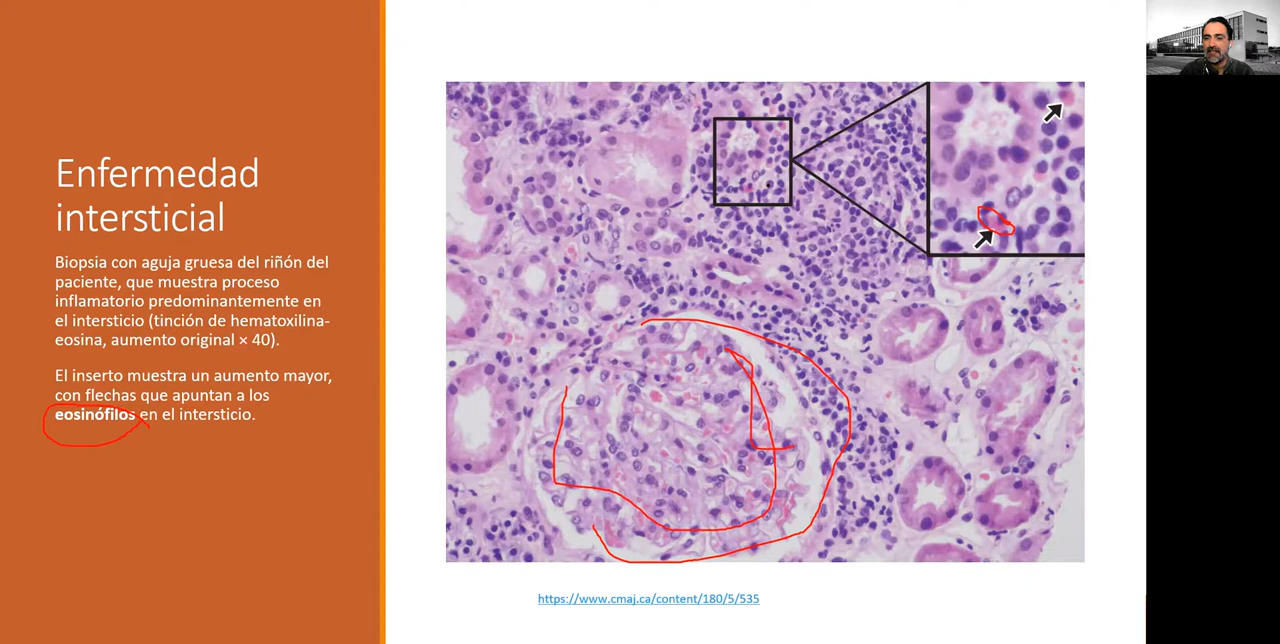 Enfermedad
intersticial
Biopsia con aguja gruesa del riñón del
paciente, que muestra proceso
inflamatorio predominantemente en
el intersticio (tinción de hematoxilina-
eosina, aumento original × 40).
El inserto muestra un aumento mayor,
con flechas que apuntan a los
eosinófilos en el intersticio.
https://www.cmaj.ca/content/180/5/535